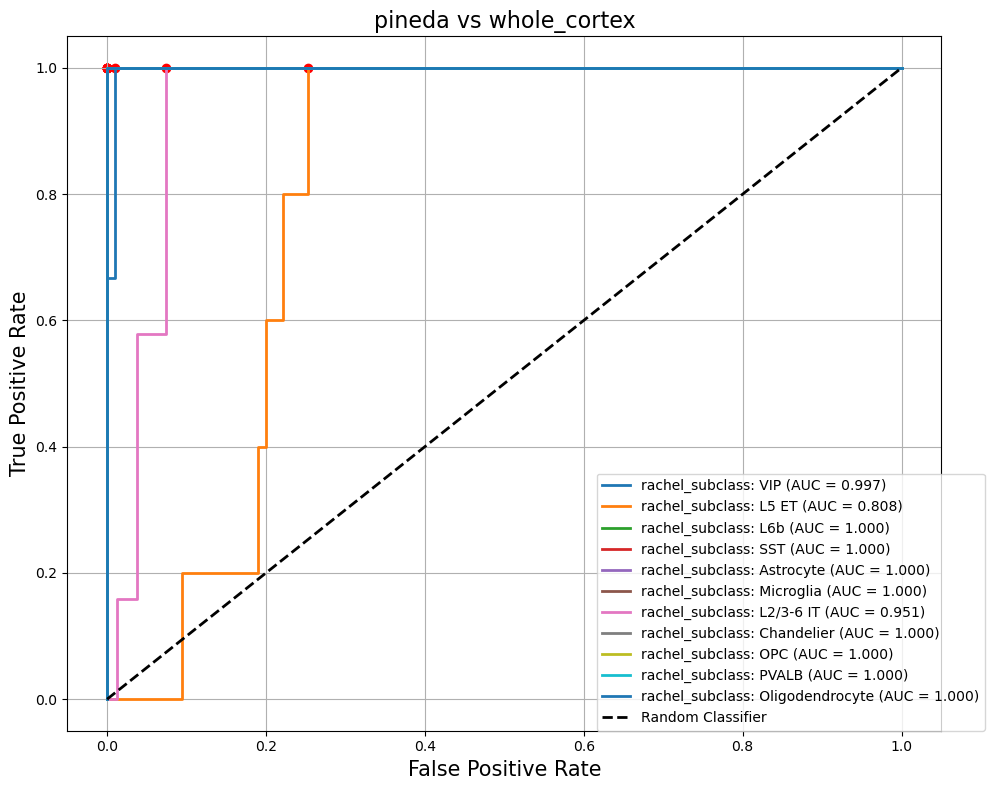 pineda vs whole_cortex
True Positive Rate
1.0
0.8
0.6
0.4
0.2
0.0
rachel_subclass: VIP (AUC = 0.997)
rachel_subclass: L5 ET (AUC = 0.808)
rachel_subclass: L6b (AUC = 1.000)
rachel_subclass: SST (AUC = 1.000)
rachel_subclass: Astrocyte (AUC = 1.000)
rachel_subclass: Microglia (AUC = 1.000)
rachel_subclass: L2/3-6 IT (AUC = 0.951)
rachel_subclass: Chandelier (AUC = 1.000)
rachel_subclass: OPC (AUC = 1.000)
rachel_subclass: PVALB (AUC = 1.000)
rachel_subclass: Oligodendrocyte (AUC = 1.000)
Random Classifier
0.0 0.2 0.4 0.6 0.8 1.0
False Positive Rate